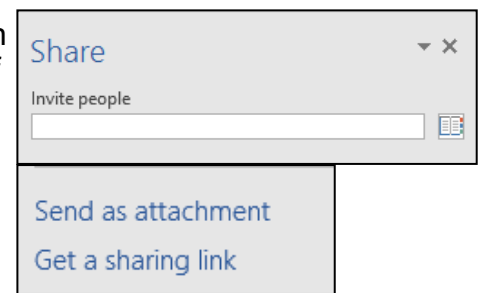 Share
Invite people
Send as attachment
Get a sharing link